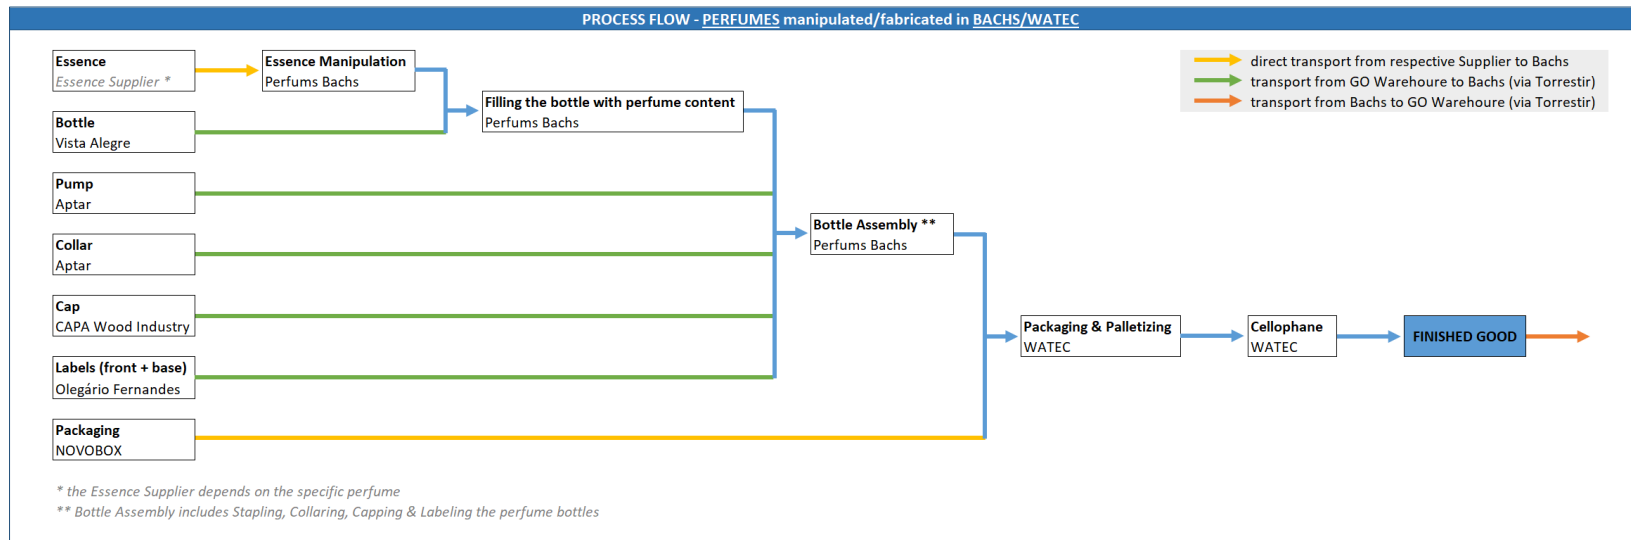 PROCESS FLOW - PERFUMES manipulated/fabricated in BACHS/WATEC
Essence
Essence Supplier *
Essence Manipulation
Perfums Bachs
direct transport from respective Supplier to Bachs
transport from GO Warehoure to Bachs (via Torrestir)
transport from Bachs to GO Warehoure (via Torrestir)
Filling the bottle with perfume content
Perfums Bachs
Bottle
Vista Alegre
Pump
Aptar
Bottle Assembly **
Perfums Bachs
Collar
Aptar
Cap
CAPA Wood Industry
Packaging & Palletizing
WATEC
Cellophane
WATEC
FINISHED GOOD
Labels (front + base)
Olegário Fernandes
Packaging
NOVOBOX
* the Essence Supplier depends on the specific perfume
** Bottle Assembly includes Stapling, Collaring, Capping & Labeling the perfume bottles